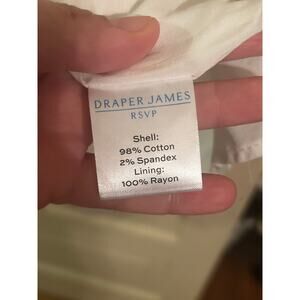 DRAPER JAMES
RSVP
Shell:
98% Cotton
2% Spandex
Lining:
100% Rayon